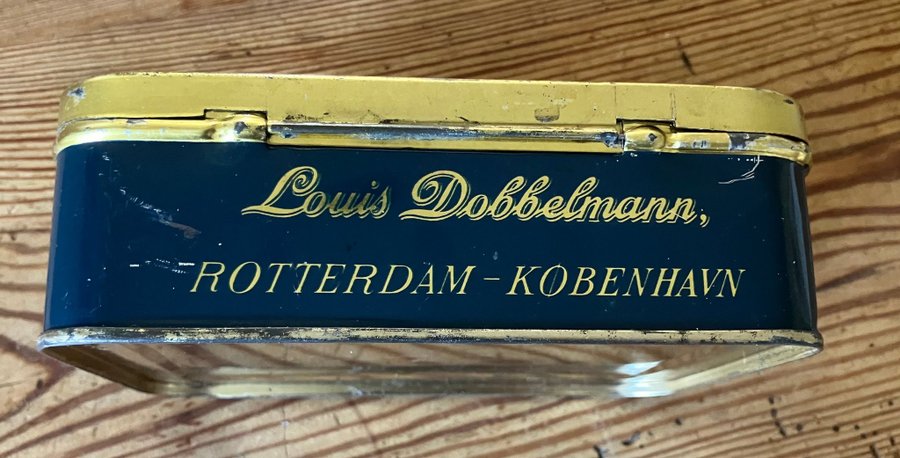 Louis Dobbelmann,
ROTTERDAM – KØBENHAVN